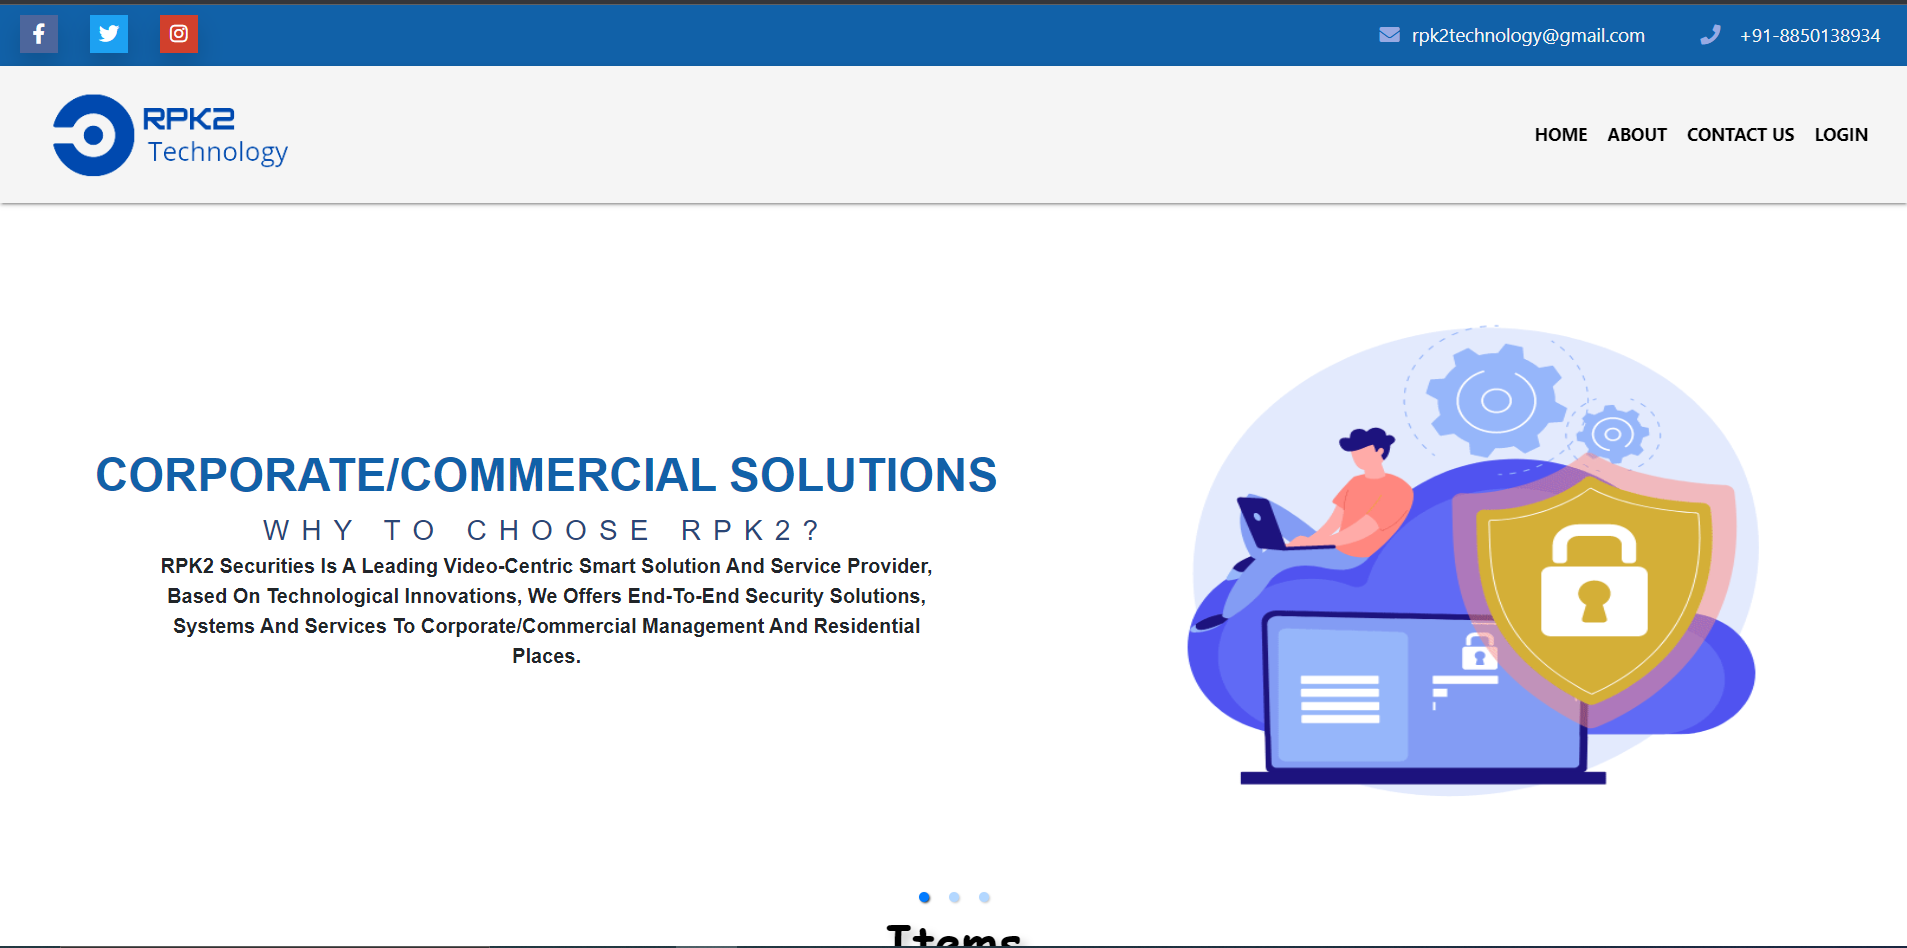 rpk2technology@gmail.com
+91-8850138934
RPK2
Technology
HOME ABOUT CONTACT US LOGIN
CORPORATE/COMMERCIAL SOLUTIONS
WHY TO CHOOSE RPK2?
RPK2 Securities Is A Leading Video-Centric Smart Solution And Service Provider,
Based On Technological Innovations, We Offers End-To-End Security Solutions,
Systems And Services To Corporate/Commercial Management And Residential
Places.
Items